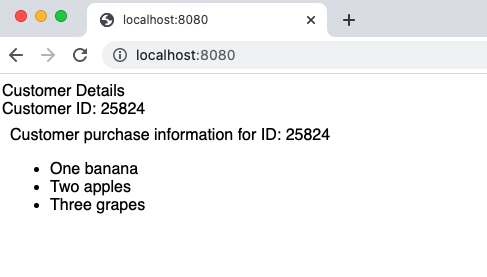 localhost:8080
localhost:8080
Customer Details
Customer ID: 25824
Customer purchase information for ID: 25824
One banana
Two apples
Three grapes